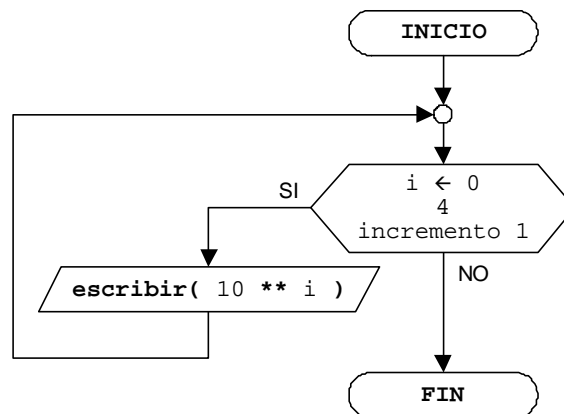 INICIO
i ← 0
4
incremento 1
SI
escribir( 10 ** i )
NO
FIN